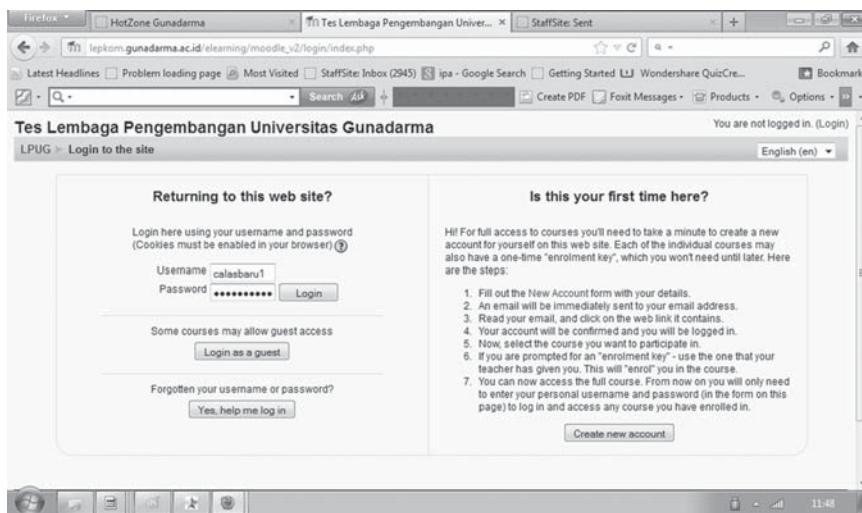 Firefox
HotZone Gunadarma
Tes Lembaga Pengembangan Univer...
StaffSite: Sent
lepkom.gunadarma.ac.id/elearning/moodle_v2/login/index.php
Latest Headlines Problem loading page Most Visited StaffSite: Inbox (2945) ipa - Google Search Getting Started Wondershare QuizCre... Bookmark
Search Create PDF Foxit Messages Products Options
Tes Lembaga Pengembangan Universitas Gunadarma
You are not logged in. (Login)
LPUG ► Login to the site
English (en)
Returning to this web site?
Login here using your username and password
(Cookies must be enabled in your browser)
Username calasbaru1
Password •••••••••• Login
Some courses may allow guest access
Login as a guest
Forgotten your username or password?
Yes, help me log in
Is this your first time here?
Hi! For full access to courses you'll need to take a minute to create a new
account for yourself on this web site. Each of the individual courses may
also have a one-time "enrolment key", which you won't need until later. Here
are the steps:
1. Fill out the New Account form with your details.
2. An email will be immediately sent to your email address.
3. Read your email, and click on the web link it contains.
4. Your account will be confirmed and you will be logged in.
5. Now, select the course you want to participate in.
6. If you are prompted for an "enrolment key" - use the one that your
teacher has given you. This will "enrol" you in the course.
7. You can now access the full course. From now on you will only need
to enter your personal username and password (in the form on this
page) to log in and access any course you have enrolled in.
Create new account
11:48